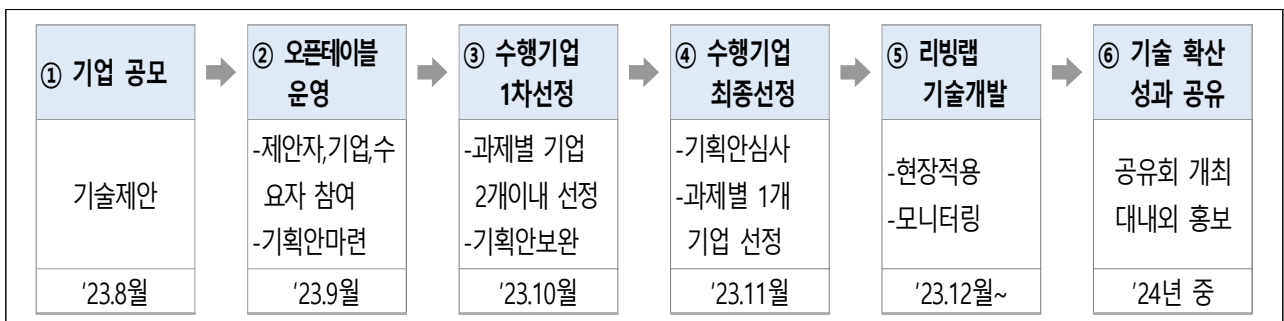 ① 기업 공모
기술제안
'23.8월
② 오픈테이블
운영
-제안자,기업,수
요자 참여
-기획안마련
'23.9월
③ 수행기업
1차선정
-과제별 기업
2개이내 선정
-기획안보완
'23.10월
④ 수행기업
최종선정
-기획안심사
-과제별 1개
기업 선정
'23.11월
⑤ 리빙랩
기술개발
-현장적용
-모니터링
'23.12월~
⑥ 기술 확산
성과 공유
공유회 개최
대내외 홍보
'24년 중